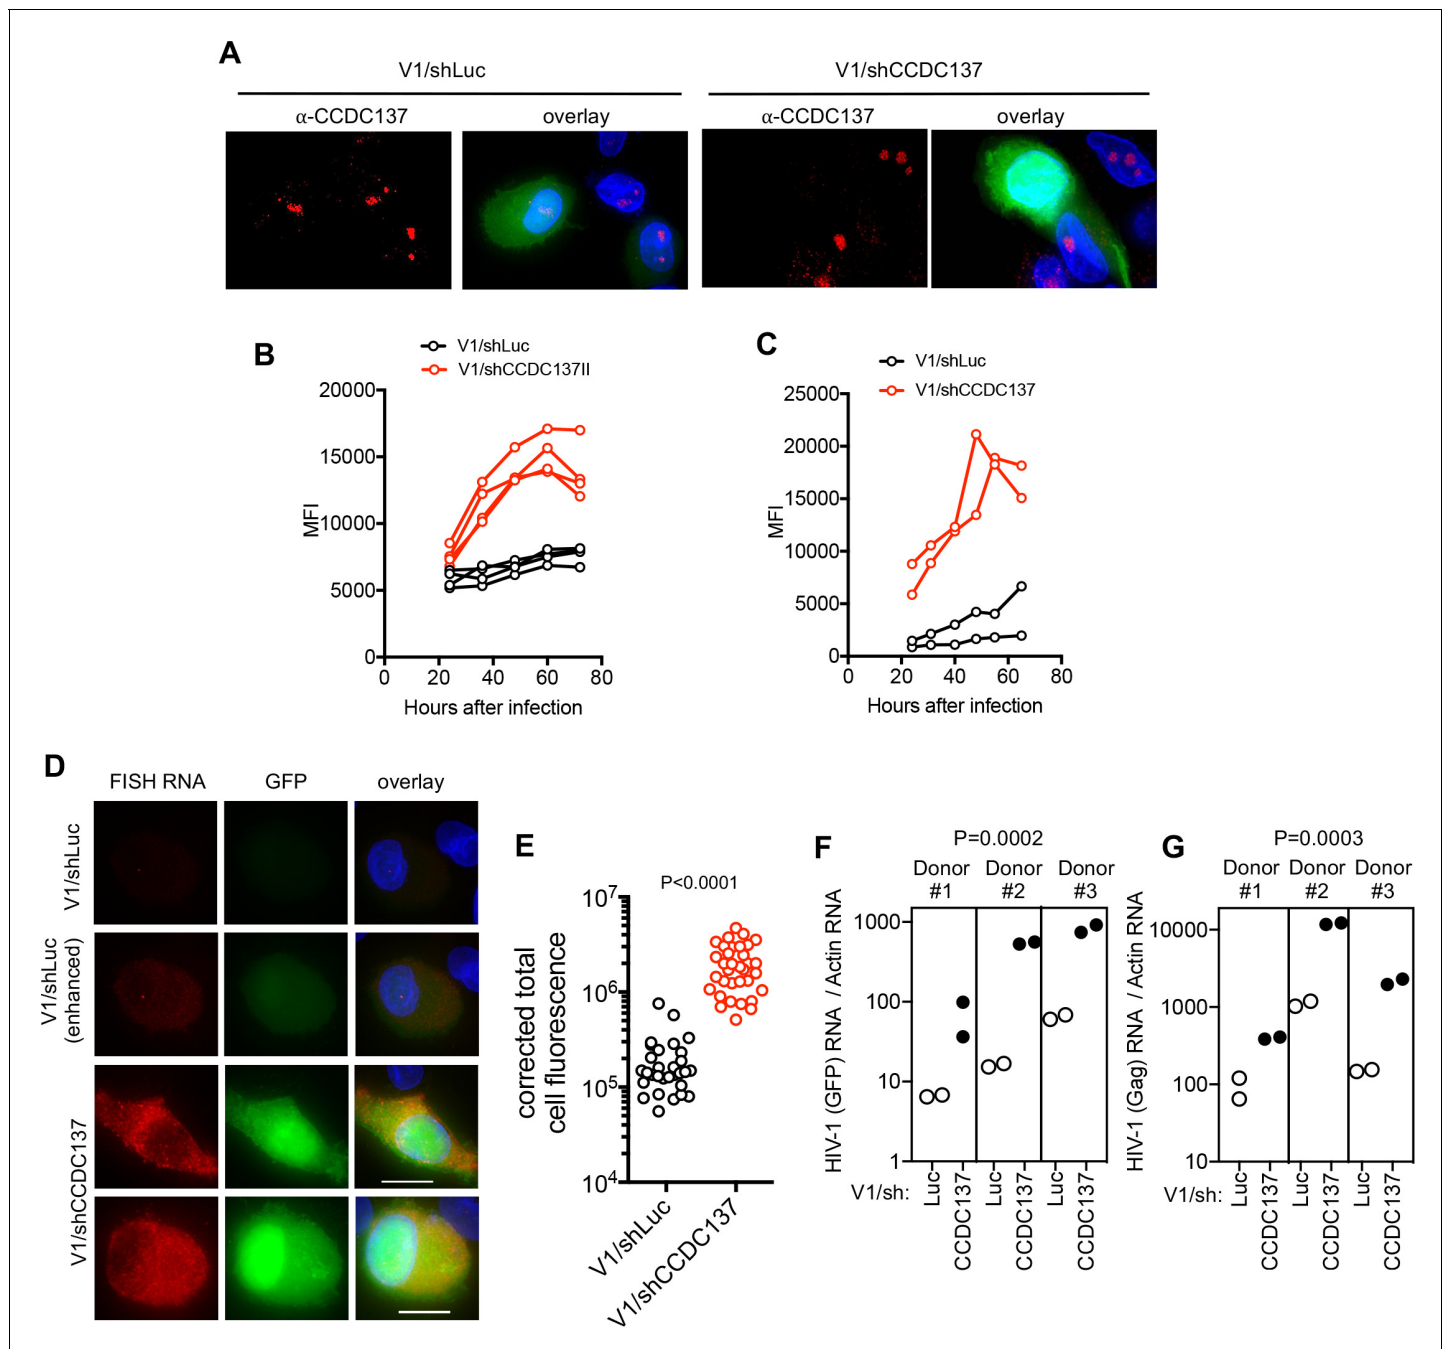 A
V1/shLuc
V1/shCCDC137
α-CCDC137
overlay
α-CCDC137
overlay
B
V1/shLuc
V1/shCCDC137II
20000
15000
10000
5000
0
MFI
0 20 40 60 80
Hours after infection
C
V1/shLuc
V1/shCCDC137
25000
20000
15000
10000
5000
0
MFI
0 20 40 60 80
Hours after infection
D
FISH RNA
GFP
overlay
V1/shLuc
V1/shLuc
(enhanced)
V1/shCCDC137
E
P<0.0001
corrected total
cell fluorescence
10⁷
10⁶
10⁵
10⁴
V1/shLuc
V1/shCCDC137
F
P=0.0002
Donor Donor Donor
#1 #2 #3
HIV-1 (GFP) RNA / Actin RNA
1000
100
10
1
V1/sh:
Luc
CCDC137
Luc
CCDC137
Luc
CCDC137
G
P=0.0003
Donor Donor Donor
#1 #2 #3
HIV-1 (Gag) RNA / Actin RNA
10000
1000
100
10
V1/sh:
Luc
CCDC137
Luc
CCDC137
Luc
CCDC137